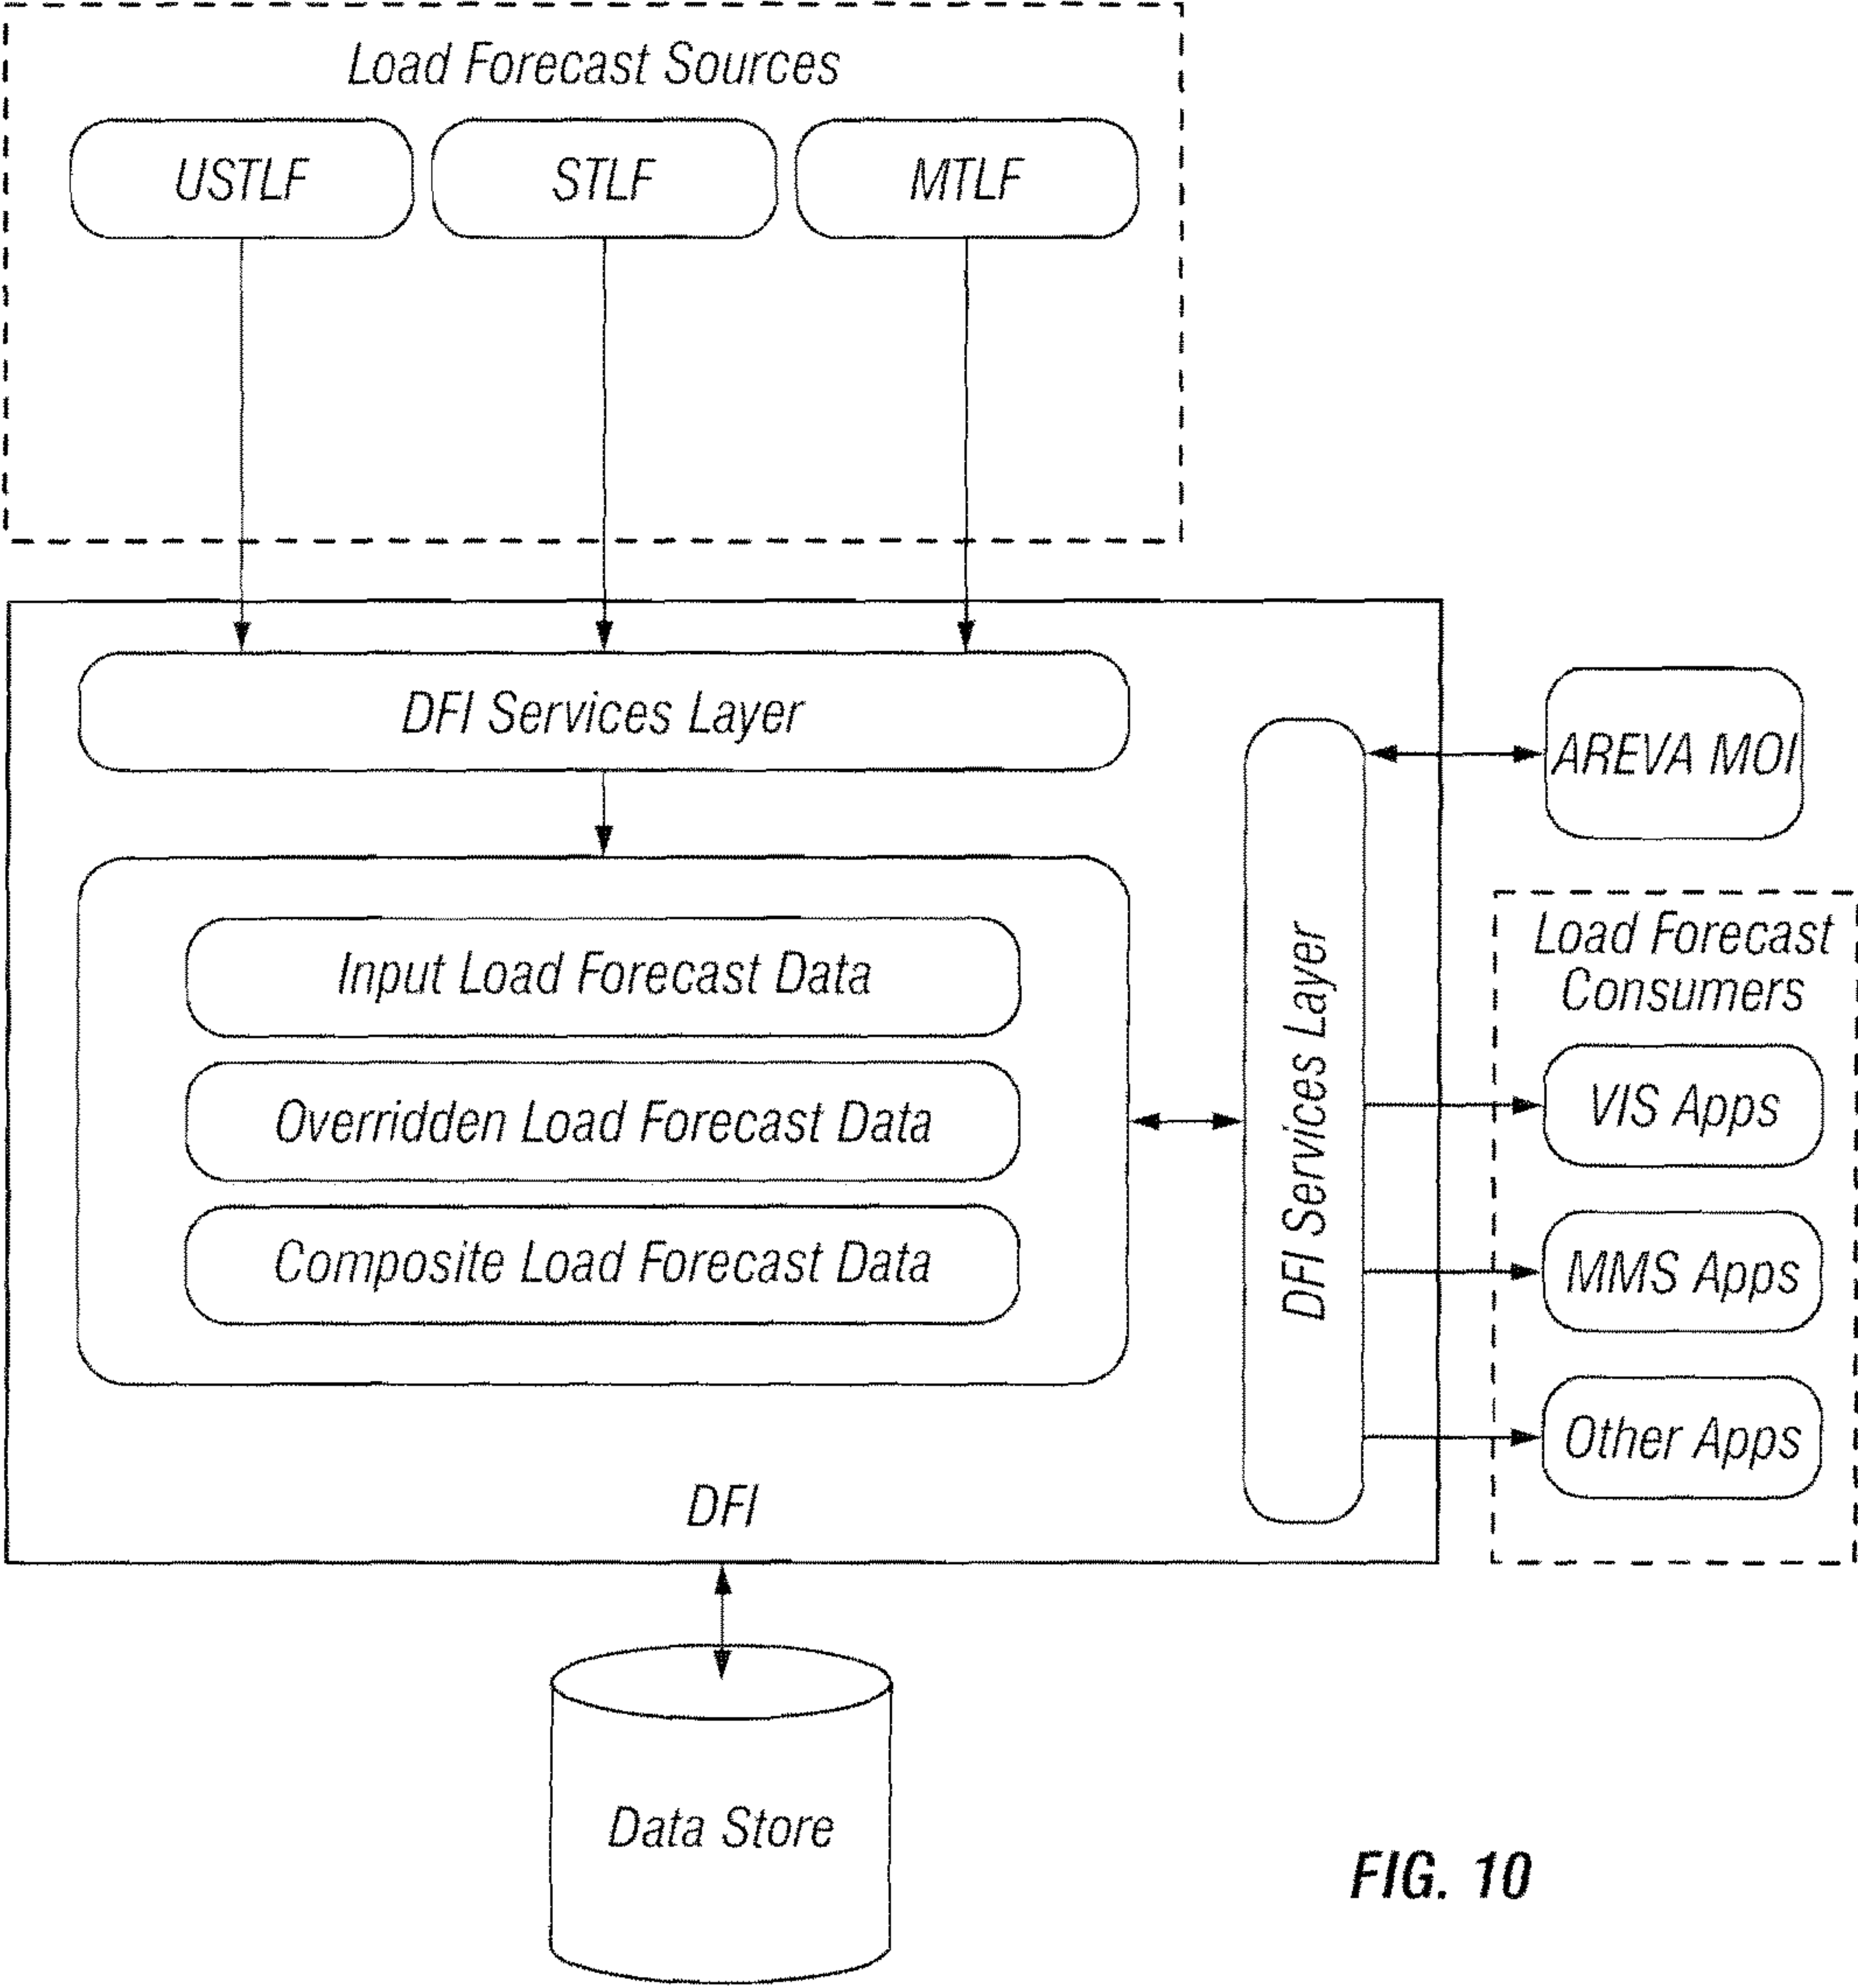 Load Forecast Sources
USTLF
STLF
MTLF
DFI Services Layer
AREVA MOI
Input Load Forecast Data
Overridden Load Forecast Data
Composite Load Forecast Data
DFI Services Layer
Load Forecast
Consumers
VIS Apps
MMS Apps
Other Apps
DFI
Data Store
FIG. 10